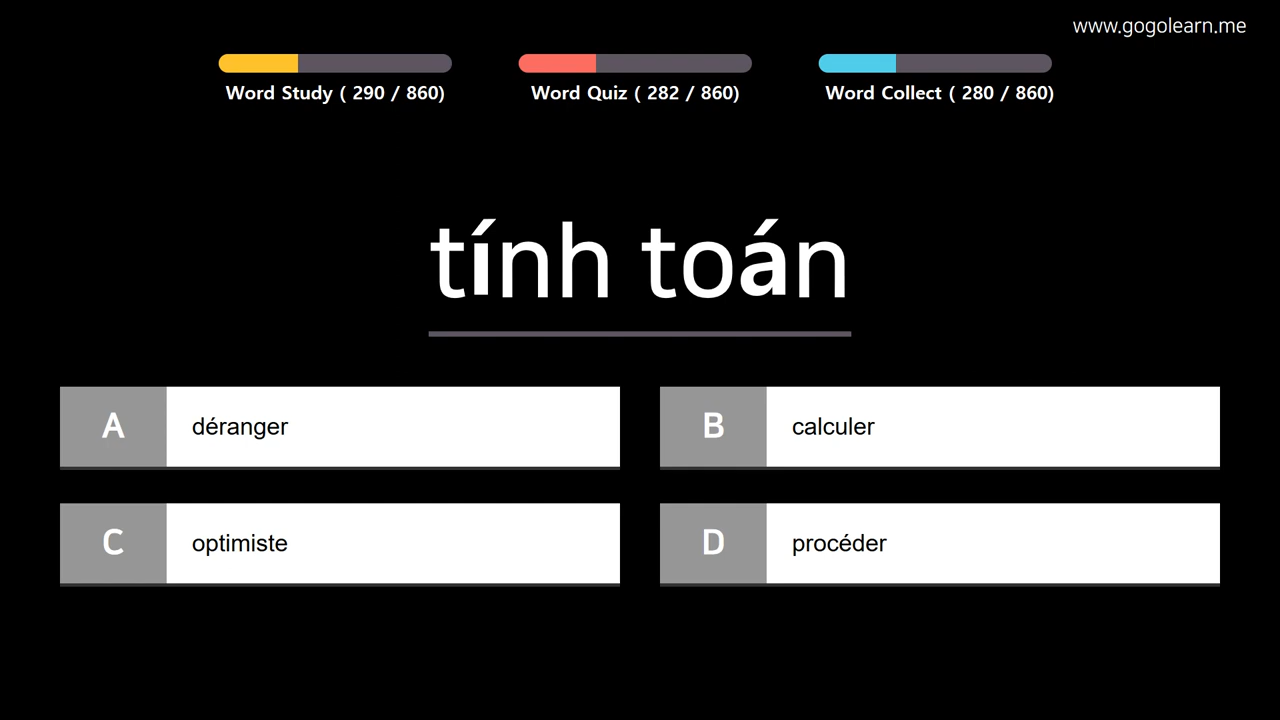 www.gogolearn.me
Word Study ( 290 / 860)
Word Quiz ( 282 / 860)
Word Collect ( 280 / 860)
tính toán
A déranger
B calculer
C optimiste
D procéder